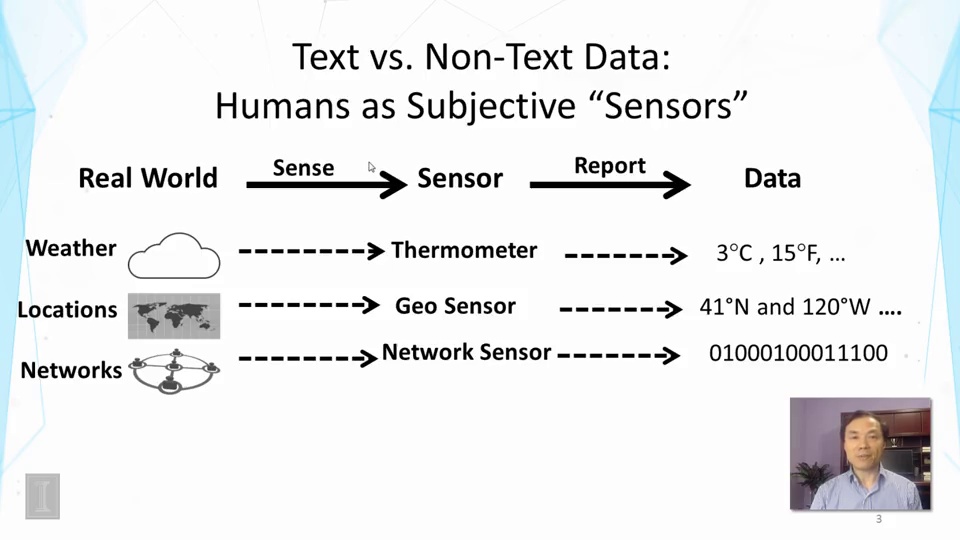 Text vs. Non-Text Data:
Humans as Subjective “Sensors”
Real World Sense Sensor Report Data
Weather Thermometer 3°C , 15°F, ...
Locations Geo Sensor 41°N and 120°W ....
Networks Network Sensor 01000100011100
3